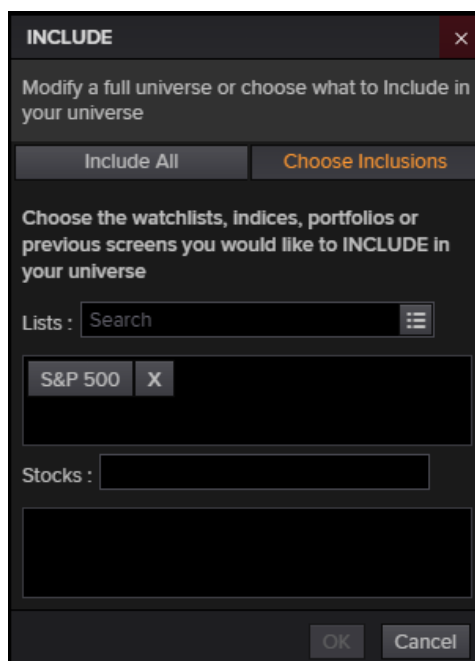 INCLUDE
×
Modify a full universe or choose what to Include in
your universe
Include All
Choose Inclusions
Choose the watchlists, indices, portfolios or
previous screens you would like to INCLUDE in
your universe
Lists :
Search
S&P 500
X
Stocks :
OK
Cancel